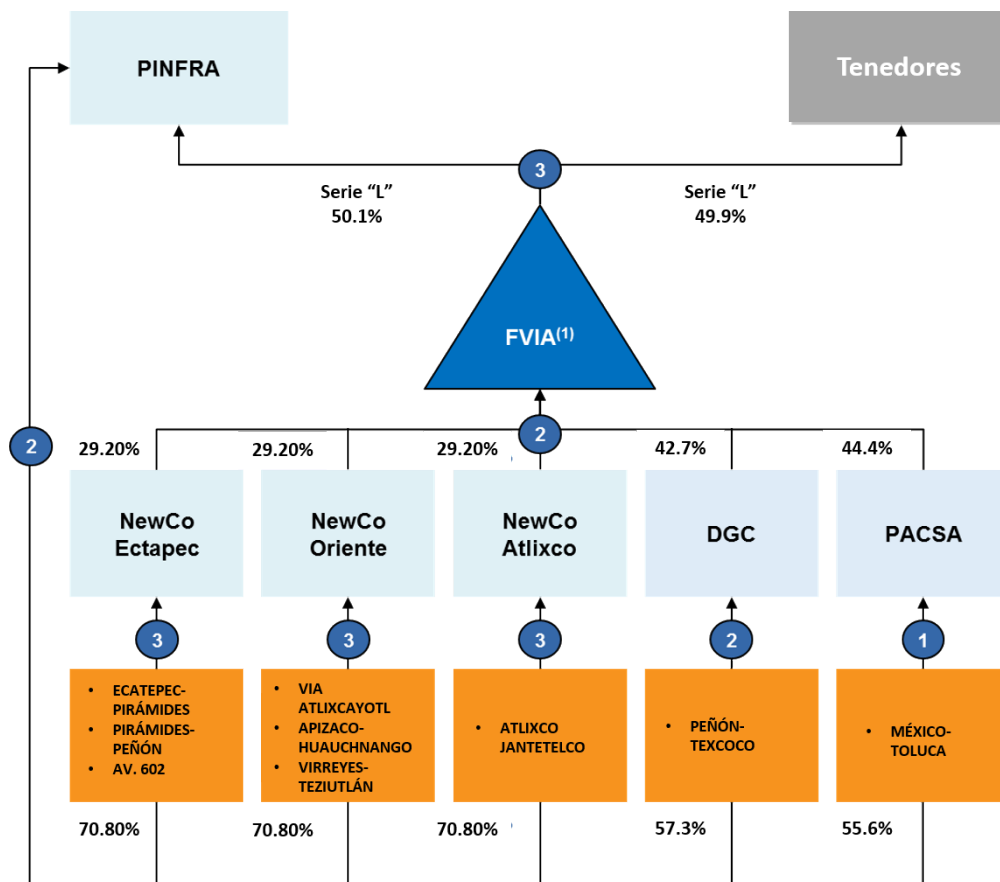 PINFRA
Tenedores
3
Serie “L”
50.1%
Serie “L”
49.9%
FVIA(1)
2
2
29.20%
29.20%
29.20%
42.7%
44.4%
NewCo
Ectapec
NewCo
Oriente
NewCo
Atlixco
DGC
PACSA
3
3
3
2
1
• ECATEPEC-
PIRÁMIDES
• PIRÁMIDES-
PEÑÓN
• AV. 602
• VIA
ATLIXCAYOTL
• APIZACO-
HUAUCHNANGO
• VIRREYES-
TEZIUTLÁN
• ATLIXCO
JANTETELCO
• PEÑÓN-
TEXCOCO
• MÉXICO-
TOLUCA
70.80%
70.80%
70.80%
57.3%
55.6%